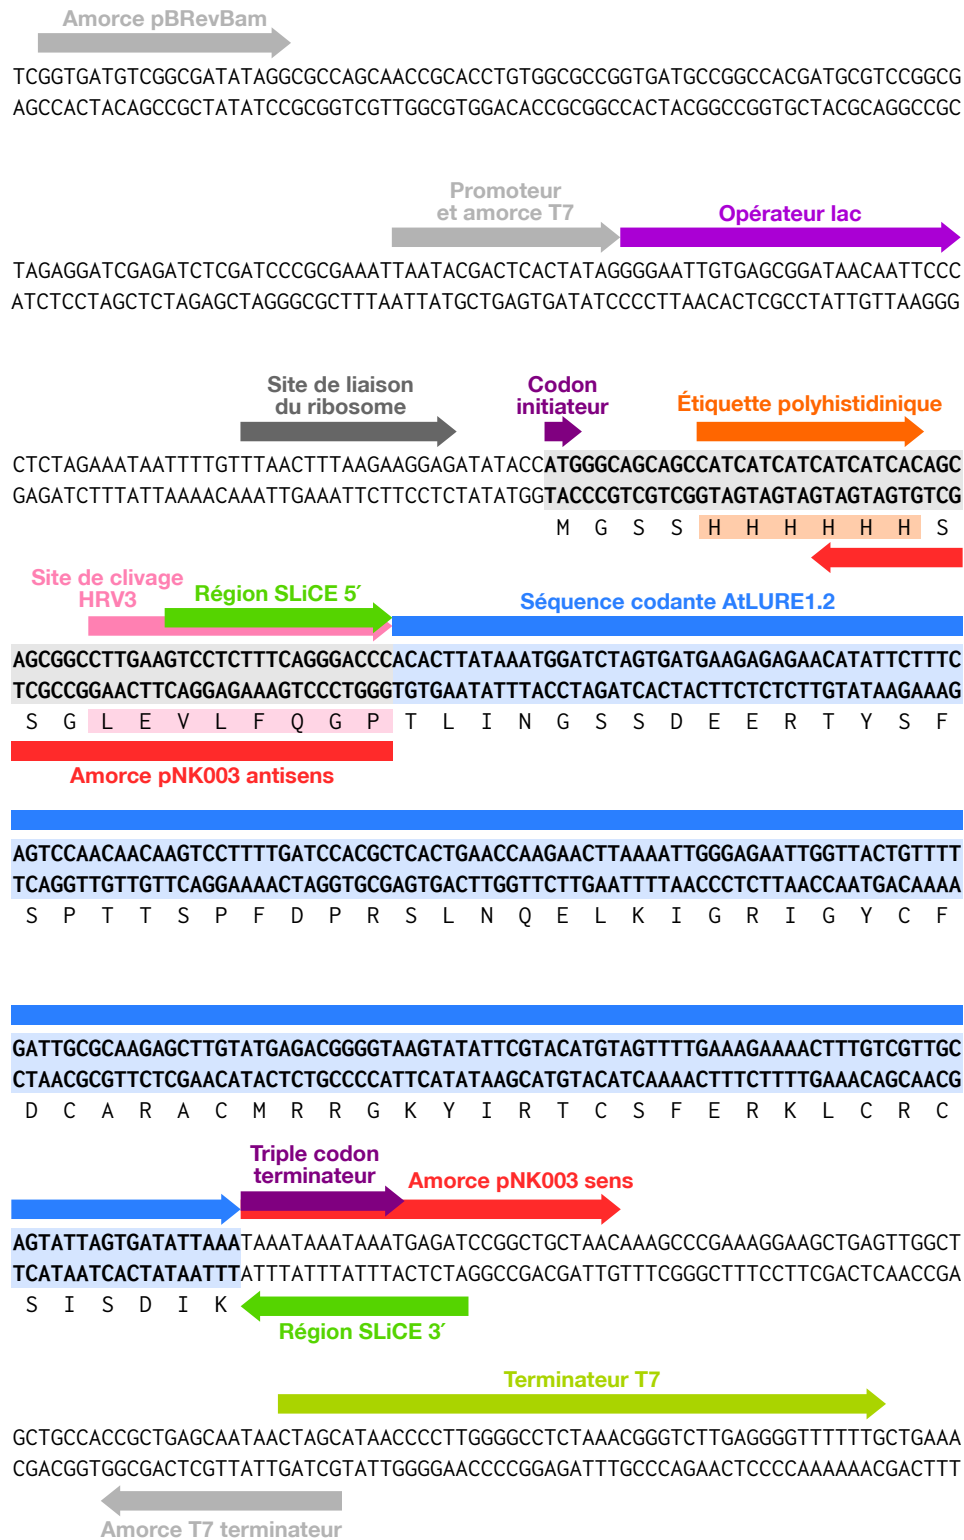 Amorce pBRevBam
TCGGTGATGTCGGCGATATAGGCGCCAGCAACCGCACCTGTGGCGCCGGTGATGCCGGCCACGATGCGTCCGGCG
AGCCACTACAGCCGCTATATCCGCGGTCGTTGGCGTGGACACCGCGGCCACTACGGCCGGTGCTACGCAGGCCGC
Promoteur
et amorce T7
Opérateur lac
TAGAGGATCGAGATCTCGATCCCGCGAAATTAATACGACTCACTATAGGGGAATTGTGAGCGGATAACAATTCCC
ATCTCCTAGCTCTAGAGCTAGGGCGCTTTAATTATGCTGAGTGATATCCCCTTAACACTCGCCTATTGTTAAGGG
Site de liaison
du ribosome
Codon
initiateur
Étiquette polyhistidinique
CTCTAGAAATAATTTTGTTTAACTTTAAGAAGGAGATATACCATGGGCAGCAGCCATCATCATCATCATCACAGC
GAGATCTTTATTAAAACAAATTGAAATTCTTCCTCTATATGGTACCCGTCGTCGGTAGTAGTAGTAGTAGTGTCG
M G S S H H H H H H S
Site de clivage
HRV3
Région SLiCE 5′
Séquence codante AtLURE1.2
AGCGGCCTTGAAGTCCTCTTTCAGGGACCCACACTTATAAATGGATCTAGTGATGAAGAGAGAACATATTCTTTC
TCGCCGGAACTTCAGGAGAAAGTCCCTGGGTGTGAATATTTACCTAGATCACTACTTCTCTCTTGTATAAGAAAG
S G L E V L F Q G P T L I N G S S D E E R T Y S F
Amorce pNK003 antisens
AGTCCAACAACAAGTCCTTTTGATCCACGCTCACTGAACCAAGAACTTAAAATTGGGAGAATTGGTTACTGTTTT
TCAGGTTGTTGTTCAGGAAAACTAGGTGCGAGTGACTTGGTTCTTGAATTTTAACCCTCTTAACCAATGACAAAA
S P T T S P F D P R S L N Q E L K I G R I G Y C F
GATTGCGCAAGAGCTTGTATGAGACGGGGTAAGTATATTCGTACATGTAGTTTTGAAAGAAAACTTTGTCGTTGC
CTAACGCGTTCTCGAACATACTCTGCCCCATTCATATAAGCATGTACATCAAAACTTTCTTTTGAAACAGCAACG
D C A R A C M R R G K Y I R T C S F E R K L C R C
Triple codon
terminateur
Amorce pNK003 sens
AGTATTAGTGATATTAAATAAATAAATAAATGAGATCCGGCTGCTAACAAAGCCCGAAAGGAAGCTGAGTTGGCT
TCATAATCACTATAATTTATTTATTTATTTACTCTAGGCCGACGATTGTTTCGGGCTTTCCTTCGACTCAACCGA
S I S D I K
Région SLiCE 3′
Terminateur T7
GCTGCCACCGCTGAGCAATAACTAGCATAACCCCTTGGGGCCTCTAAACGGGTCTTGAGGGGTTTTTTGCTGAAA
CGACGGTGGCGACTCGTTATTGATCGTATTGGGGAACCCCGGAGATTTGCCCAGAACTCCCCAAAAAACGACTTT
Amorce T7 terminateur